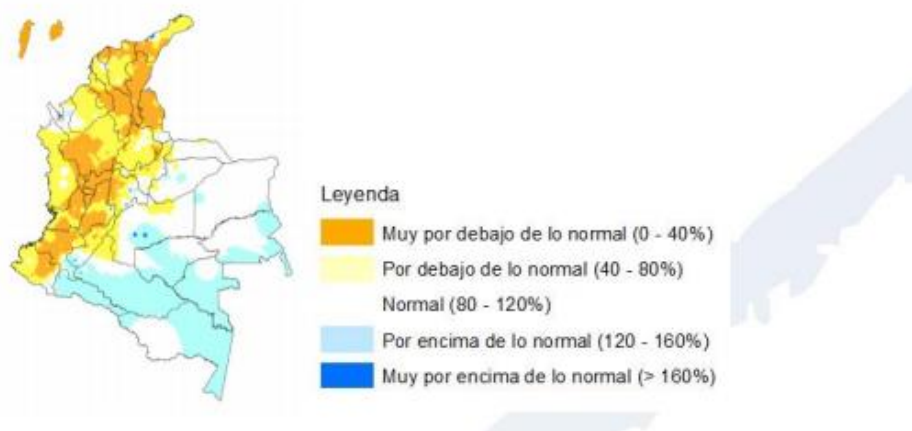 Leyenda
Muy por debajo de lo normal (0 - 40%)
Por debajo de lo normal (40 - 80%)
Normal (80 - 120%)
Por encima de lo normal (120 - 160%)
Muy por encima de lo normal (> 160%)